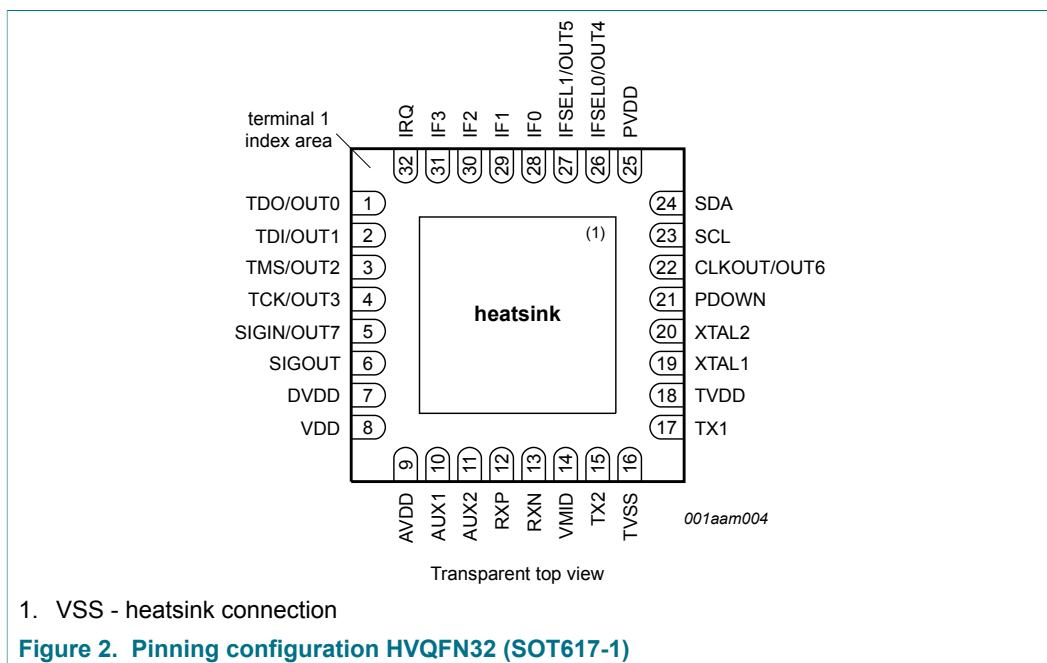 IRQ
IF3
IF2
IF1
IF0
IFSEL1/OUT5
IFSEL0/OUT4
PVDD
terminal 1
index area
32
31
30
29
28
27
26
25
TDO/OUT0 1
TDI/OUT1 2
TMS/OUT2 3
TCK/OUT3 4
SIGIN/OUT7 5
SIGOUT 6
DVDD 7
VDD 8
(1)
heatsink
24 SDA
23 SCL
22 CLKOUT/OUT6
21 PDOWN
20 XTAL2
19 XTAL1
18 TVDD
17 TX1
9
10
11
12
13
14
15
16
AVDD
AUX1
AUX2
RXP
RXN
VMID
TX2
TVSS
001aam004
Transparent top view
1. VSS - heatsink connection
Figure 2. Pinning configuration HVQFN32 (SOT617-1)